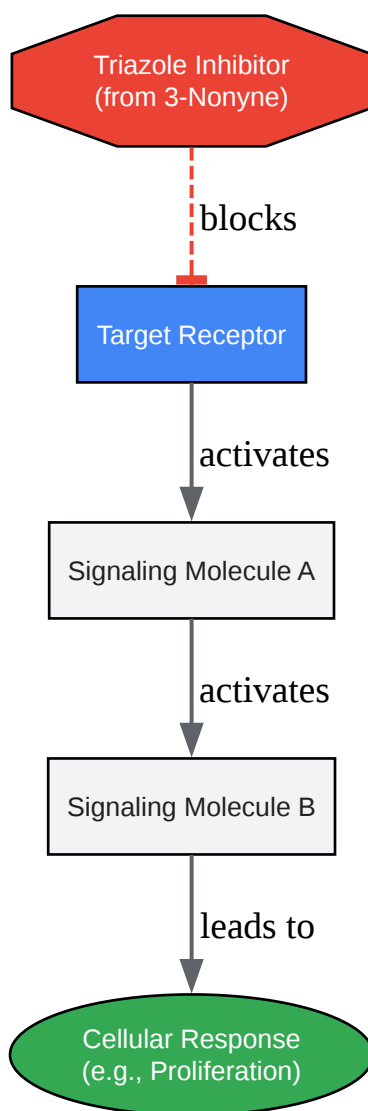 Triazole Inhibitor
(from 3-Nonyne)
blocks
Target Receptor
activates
Signaling Molecule A
activates
Signaling Molecule B
leads to
Cellular Response
(e.g., Proliferation)